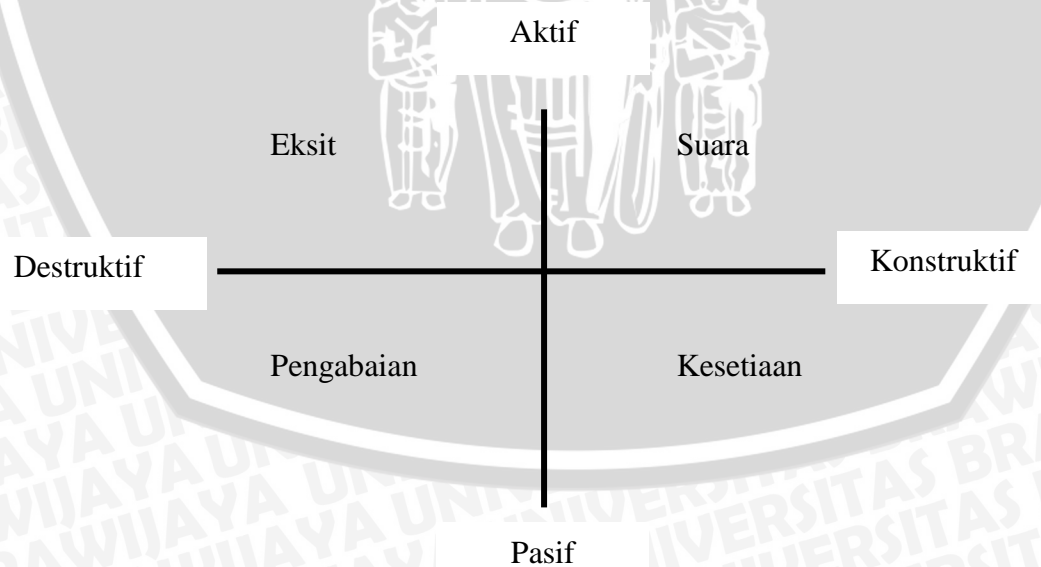 Aktif
Eksit Suara
Destruktif Konstruktif
Pengabaian Kesetiaan
Pasif